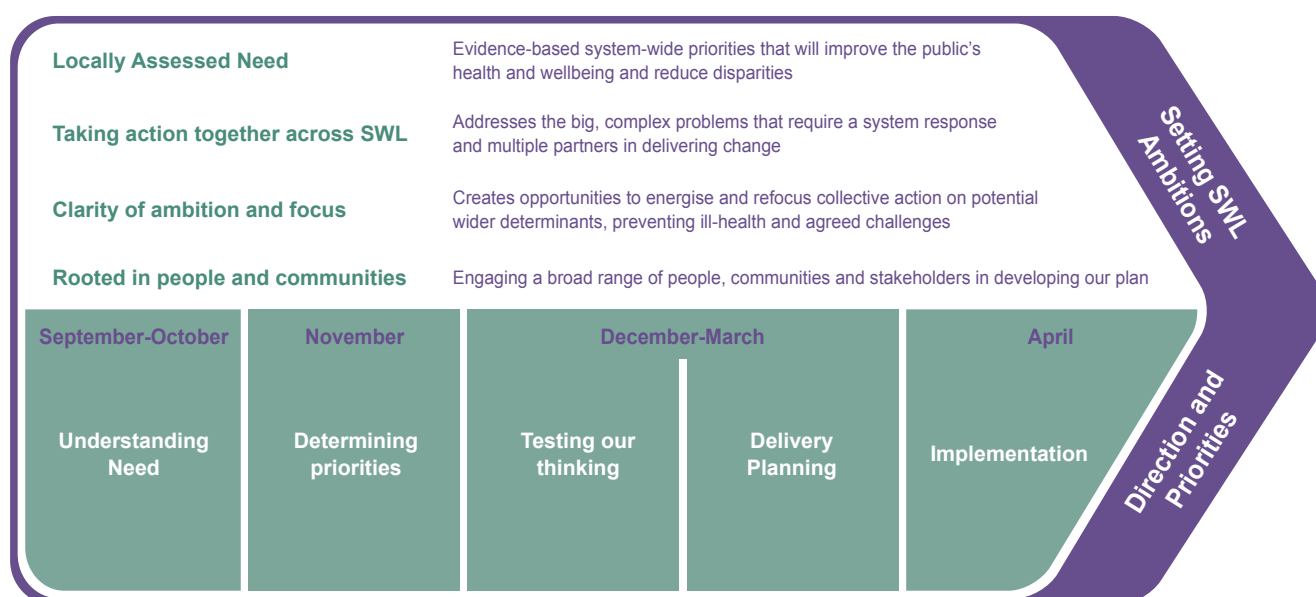 Locally Assessed Need
Evidence-based system-wide priorities that will improve the public's
health and wellbeing and reduce disparities
Taking action together across SWL
Addresses the big, complex problems that require a system response
and multiple partners in delivering change
Clarity of ambition and focus
Creates opportunities to energise and refocus collective action on potential
wider determinants, preventing ill-health and agreed challenges
Rooted in people and communities
Engaging a broad range of people, communities and stakeholders in developing our plan
Setting SWL
Ambitions
September-October
November
December-March
April
Understanding
Need
Determining
priorities
Testing our
thinking
Delivery
Planning
Implementation
Direction and
Priorities